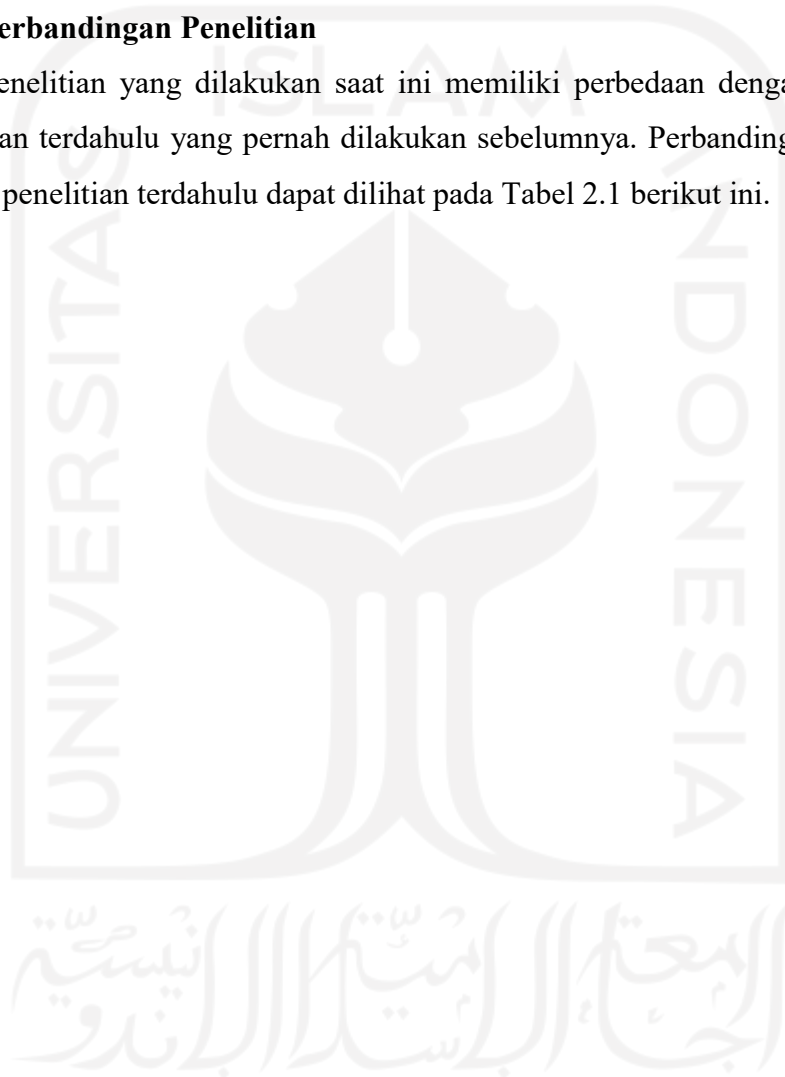 erbandingan Penelitian
enelitian yang dilakukan saat ini memiliki perbedaan denga
an terdahulu yang pernah dilakukan sebelumnya. Perbanding
penelitian terdahulu dapat dilihat pada Tabel 2.1 berikut ini.
ISLAM
UNIVERSITAS
INDONESIA